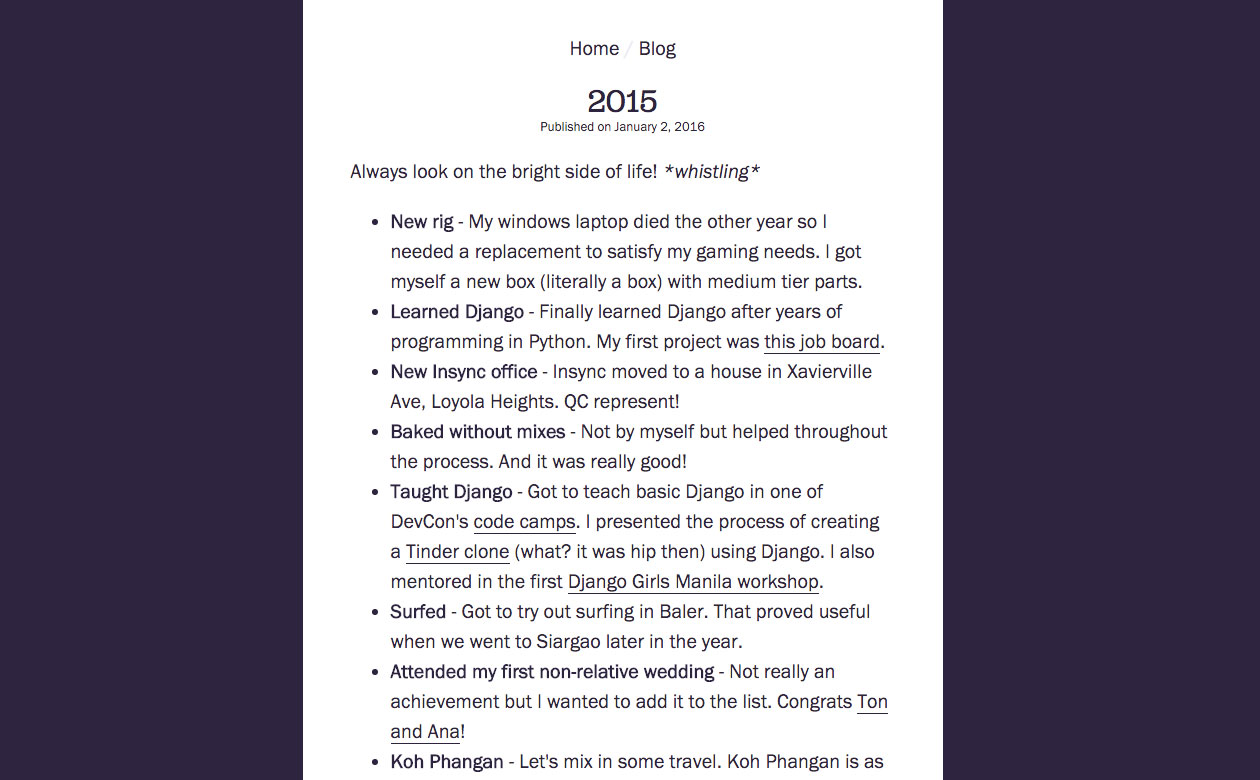 Home / Blog
2015
Published on January 2, 2016
Always look on the bright side of life! *whistling*
• New rig - My windows laptop died the other year so I
needed a replacement to satisfy my gaming needs. I got
myself a new box (literally a box) with medium tier parts.
• Learned Django - Finally learned Django after years of
programming in Python. My first project was this job board.
• New Insync office - Insync moved to a house in Xavierville
Ave, Loyola Heights. QC represent!
• Baked without mixes - Not by myself but helped throughout
the process. And it was really good!
• Taught Django - Got to teach basic Django in one of
DevCon's code camps. I presented the process of creating
a Tinder clone (what? it was hip then) using Django. I also
mentored in the first Django Girls Manila workshop.
• Surfed - Got to try out surfing in Baler. That proved useful
when we went to Siargao later in the year.
• Attended my first non-relative wedding - Not really an
achievement but I wanted to add it to the list. Congrats Ton
and Ana!
• Koh Phangan - Let's mix in some travel. Koh Phangan is as